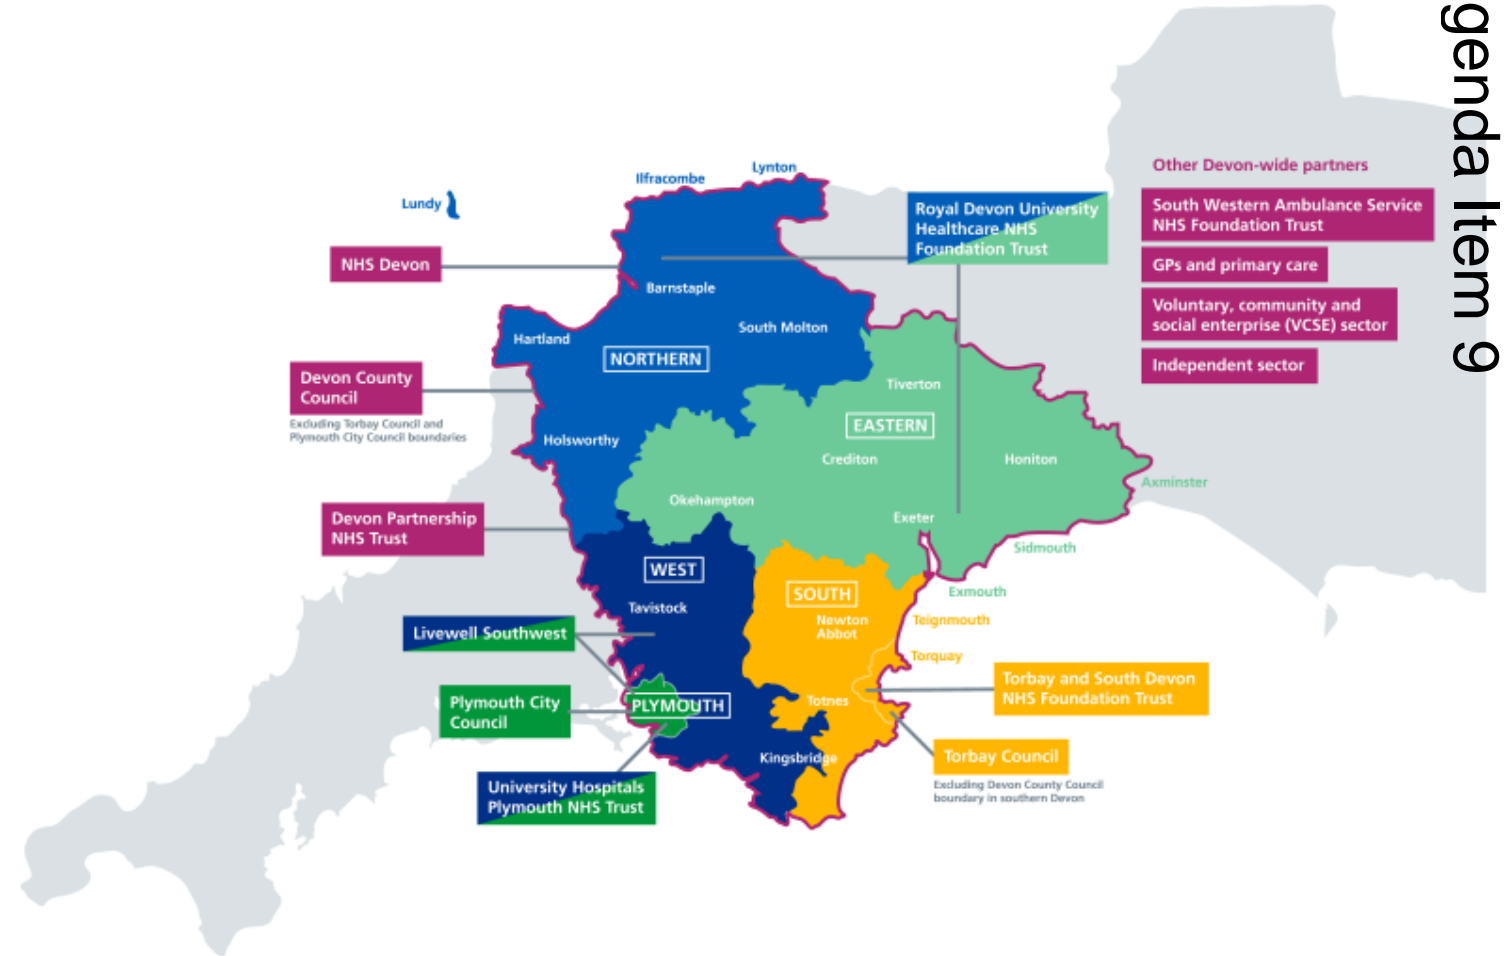 genda Item 9
Lynton
Ilfracombe
Lundy
Other Devon-wide partners
South Western Ambulance Service
NHS Foundation Trust
GPs and primary care
Voluntary, community and
social enterprise (VCSE) sector
Independent sector
Royal Devon University
Healthcare NHS
Foundation Trust
NHS Devon
Barnstaple
South Molton
Hartland
NORTHERN
Devon County
Council
Excluding Torbay Council and
Plymouth City Council boundaries
Tiverton
EASTERN
Holsworthy
Crediton
Honiton
Axminster
Okehampton
Exeter
Devon Partnership
NHS Trust
Sidmouth
WEST
SOUTH
Exmouth
Tavistock
Newton
Abbot
Teignmouth
Livewell Southwest
Torquay
Torbay and South Devon
NHS Foundation Trust
Plymouth City
Council
PLYMOUTH
Totnes
Kingsbridge
Torbay Council
Excluding Devon County Council
boundary in southern Devon
University Hospitals
Plymouth NHS Trust